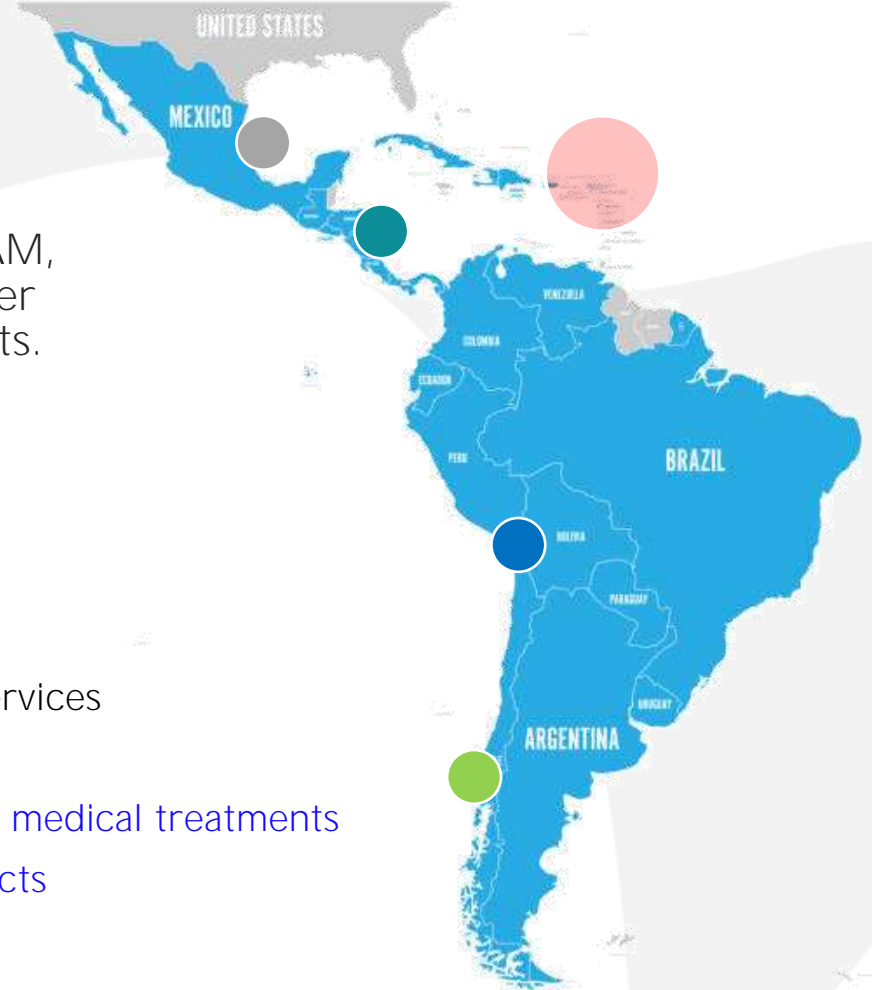 UNITED STATES
MEXICO
AM,
er
ts.
VENEZUELA
COLOMBIA
ECUADOR
PERU
BRAZIL
BOLIVIA
PARAGUAY
rvices
URUGUAY
ARGENTINA
medical treatments
cts